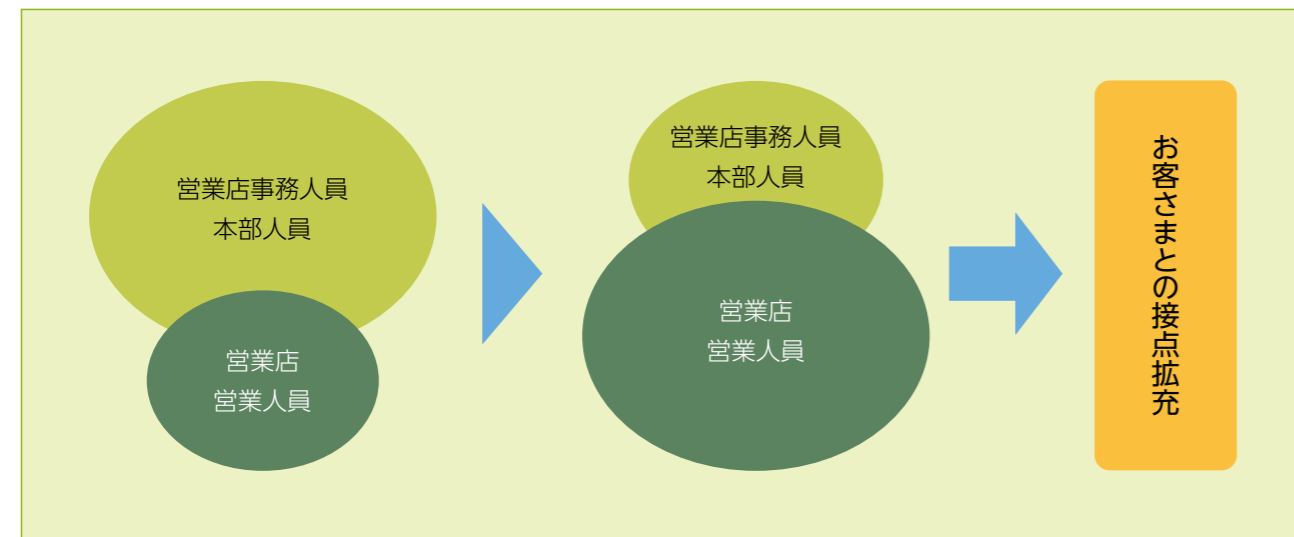 営業店事務人員
本部人員
営業店
営業人員
営業店事務人員
本部人員
営業店
営業人員
お客さまとの接点拡充